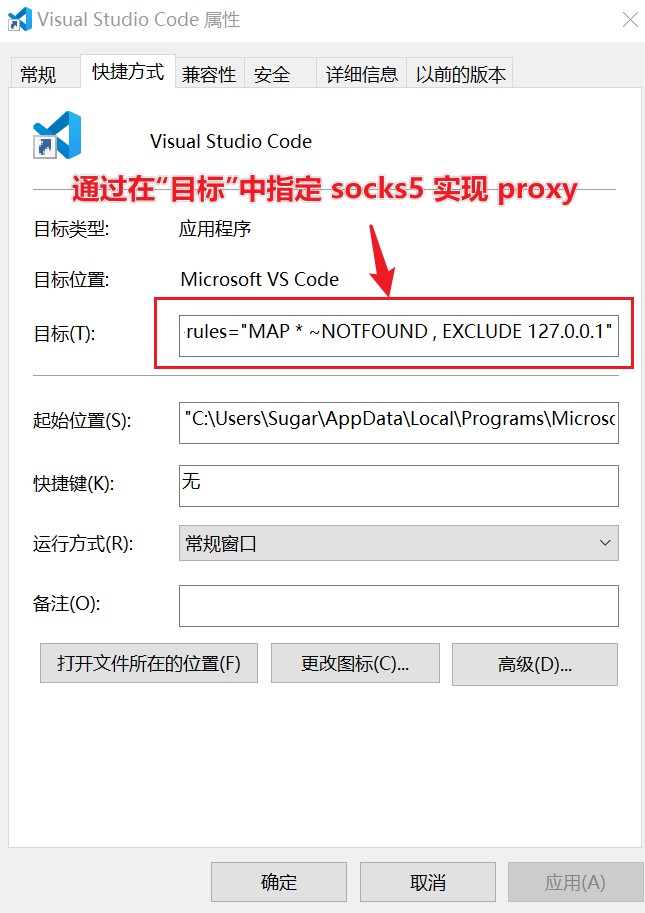 Visual Studio Code 属性
常规 快捷方式 兼容性 安全 详细信息 以前的版本
Visual Studio Code
通过在“目标”中指定 socks5 实现 proxy
目标类型: 应用程序
目标位置: Microsoft VS Code
目标(T): rules="MAP * ~NOTFOUND , EXCLUDE 127.0.0.1"
起始位置(S): "C:\Users\Sugar\AppData\Local\Programs\Microsc
快捷键(K): 无
运行方式(R): 常规窗口
备注(O):
打开文件所在的位置(F) 更改图标(C)... 高级(D)...
确定 取消 应用(A)